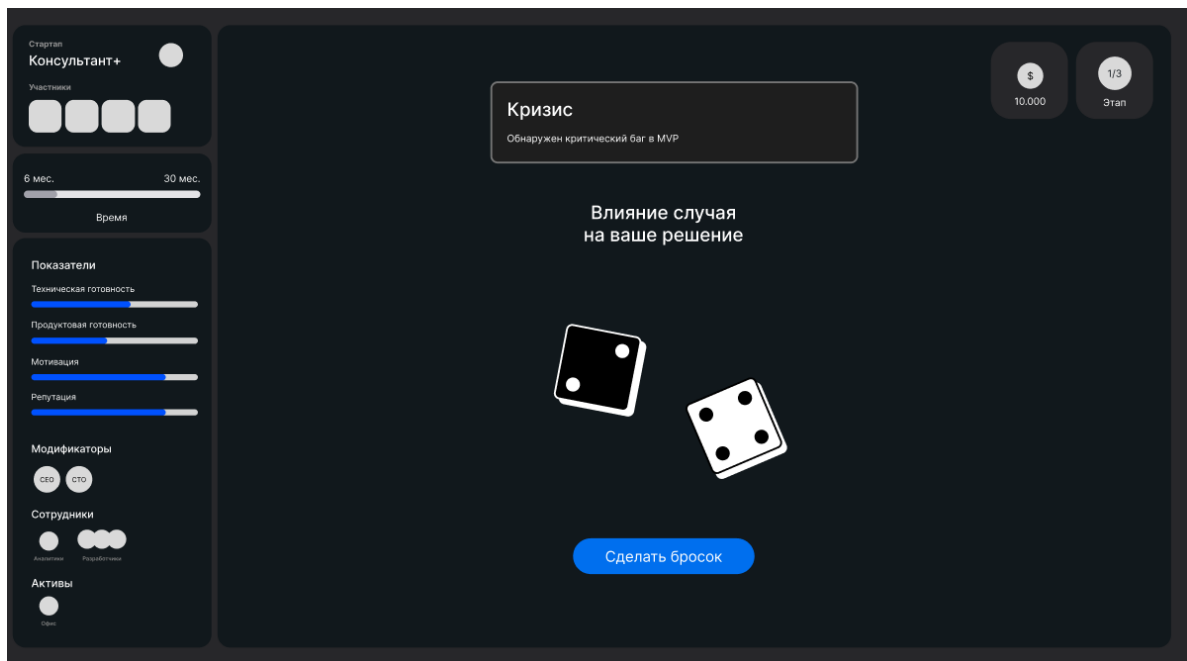 Стартап
Консультант+
Участники
6 мес. 30 мес.
Время
Показатели
Техническая готовность
Продуктовая готовность
Мотивация
Репутация
Модификаторы
CEO CTO
Сотрудники
Аналитики Разработчики
Активы
Офис
Кризис
Обнаружен критический баг в MVP
Влияние случая
на ваше решение
Сделать бросок
$
10.000
1/3
Этап